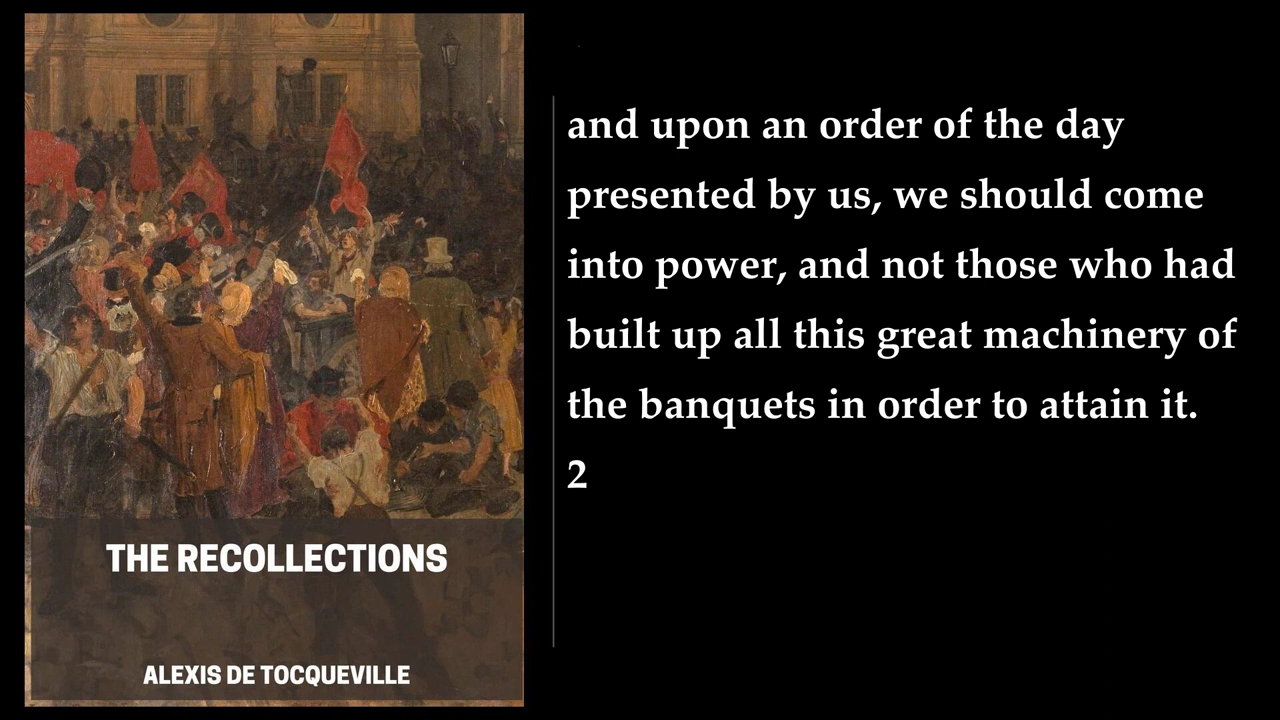 and upon an order of the day
presented by us, we should come
into power, and not those who had
built up all this great machinery of
the banquets in order to attain it.
2
THE RECOLLECTIONS
ALEXIS DE TOCQUEVILLE